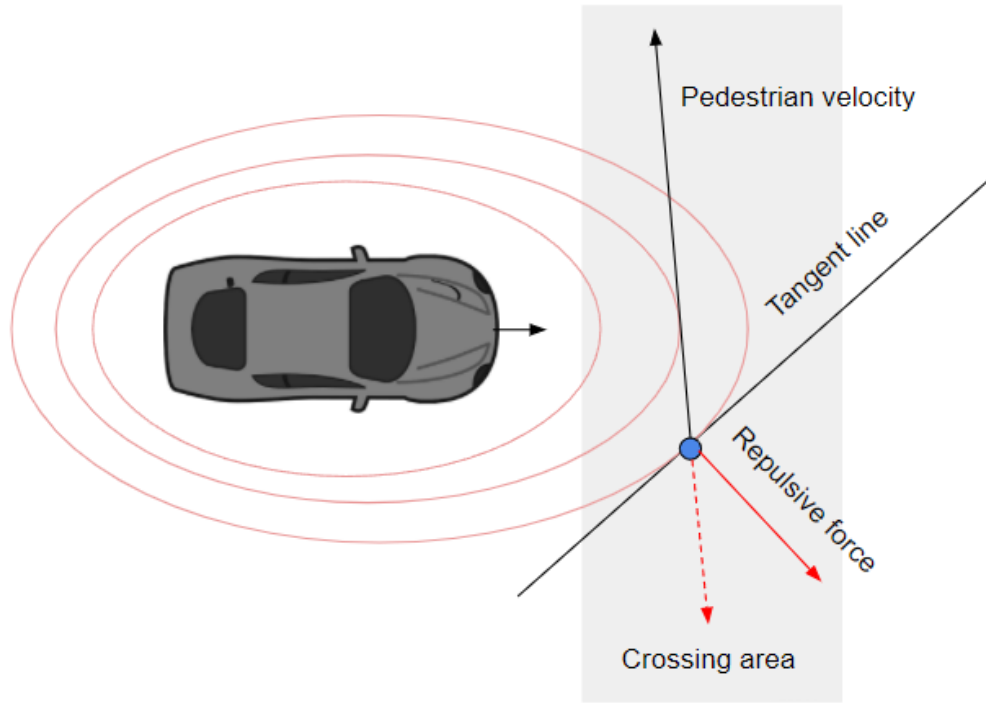 Pedestrian velocity
Tangent line
Repulsive force
Crossing area